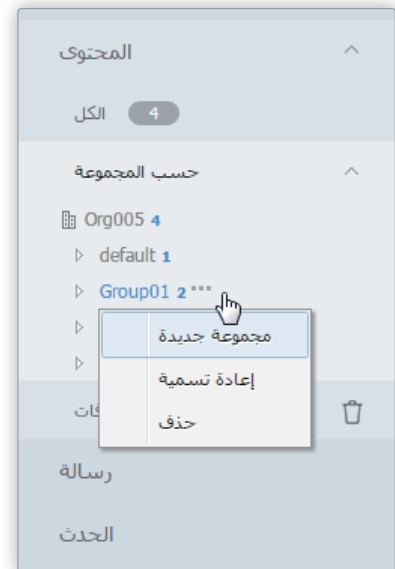 المحتوى
الكل 4
حسب المجموعة
Org005 4
default 1
Group01 2
مجموعة جديدة
إعادة تسمية
حذف
رسالة
الحدث